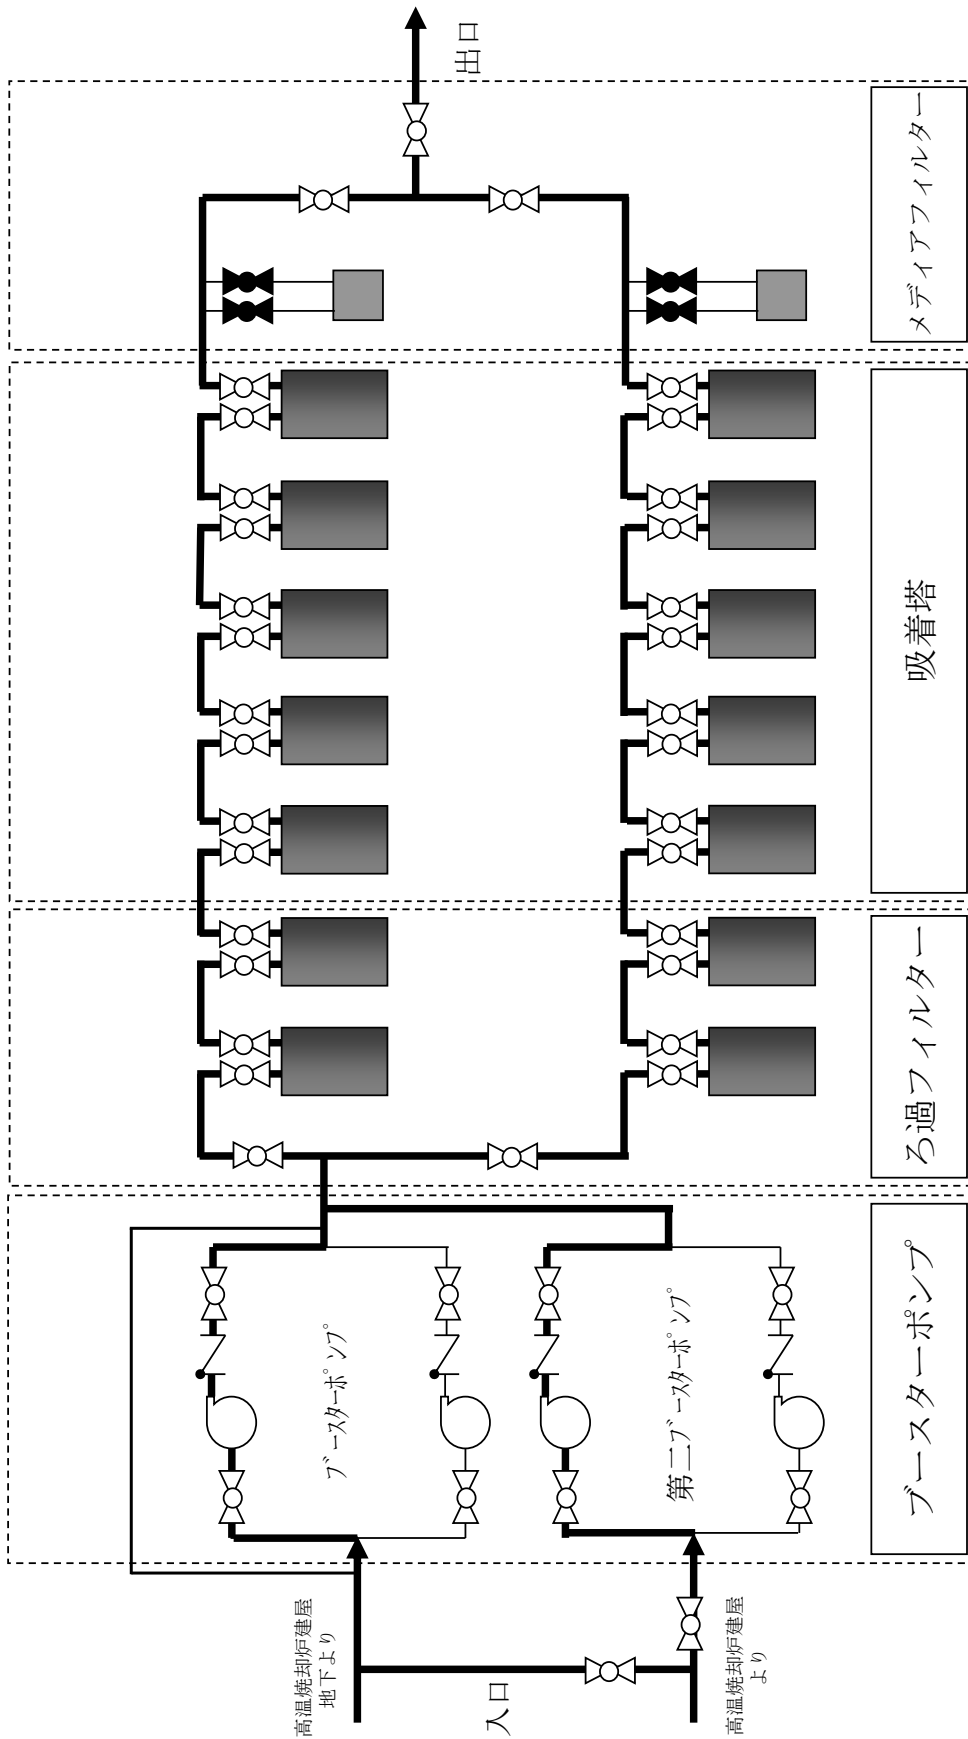 高温焼却炉建屋
地下より
入口
高温焼却炉建屋
より
ブースターポンプ
第二ブースターポンプ
ブースターポンプ
ろ過フィルター
吸着塔
メディアフィルター
出口